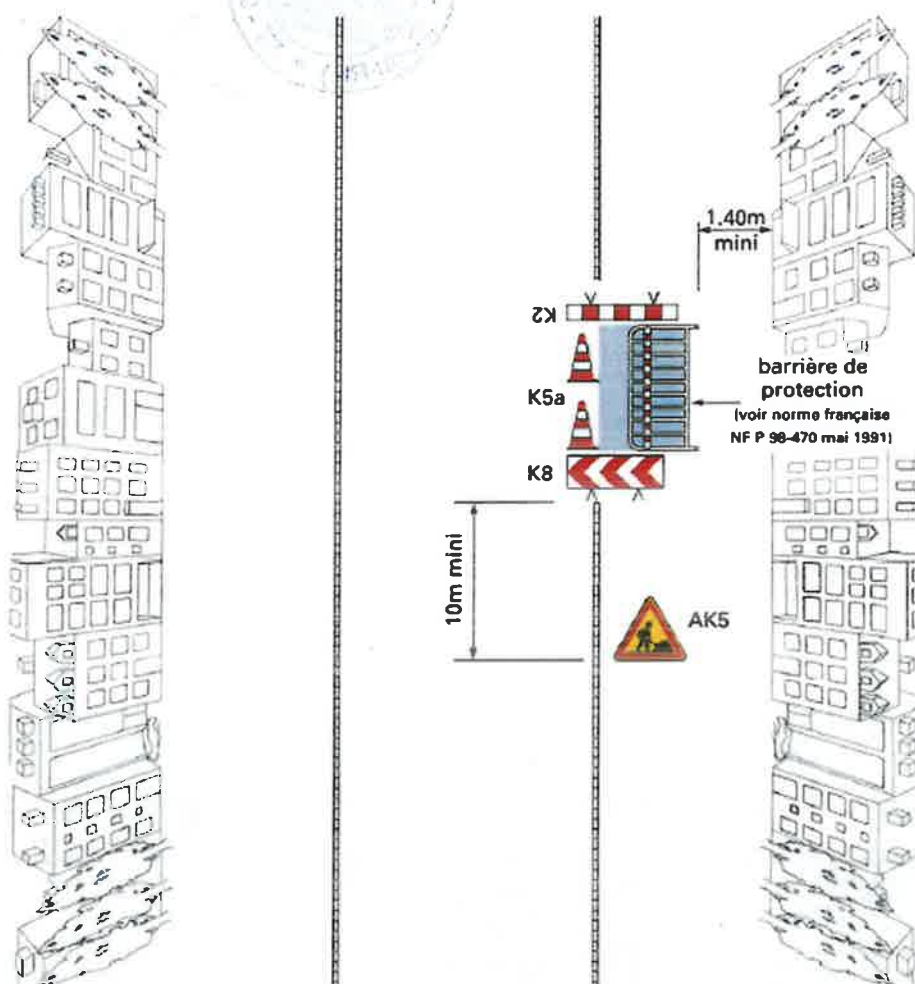 1.40m
mini
K2
K5a
barrière de
protection
(voir norme française
NF P 98-470 mai 1991)
K8
10m mini
AK5